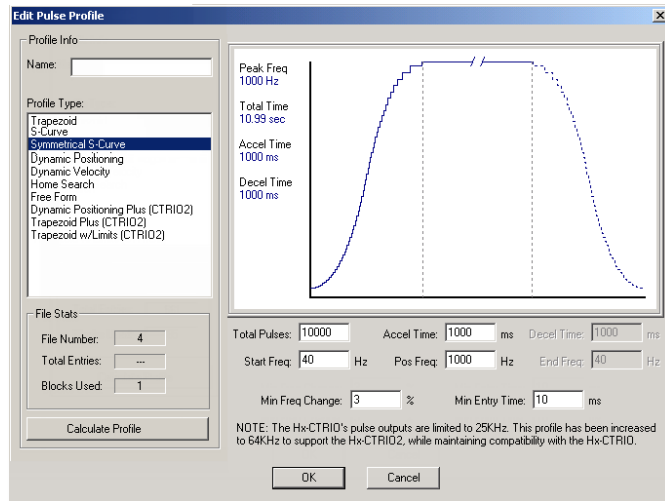 Edit Pulse Profile
Profile Info
Name:
Profile Type:
Trapezoid
S-Curve
Symmetrical S-Curve
Dynamic Positioning
Dynamic Velocity
Home Search
Free Form
Dynamic Positioning Plus (CTRIO2)
Trapezoid Plus (CTRIO2)
Trapezoid w/Limits (CTRIO2)
File Stats
File Number: 4
Total Entries: ---
Blocks Used: 1
Calculate Profile
Peak Freq
1000 Hz
Total Time
10.99 sec
Accel Time
1000 ms
Decel Time
1000 ms
Total Pulses: 10000 Accel Time: 1000 ms Decel Time: 1000 ms
Start Freq: 40 Hz Pos Freq: 1000 Hz End Freq: 40 Hz
Min Freq Change: 3 % Min Entry Time: 10 ms
NOTE: The Hx-CTRIO's pulse outputs are limited to 25KHz. This profile has been increased
to 64KHz to support the Hx-CTRIO2, while maintaining compatibility with the Hx-CTRIO.
OK Cancel